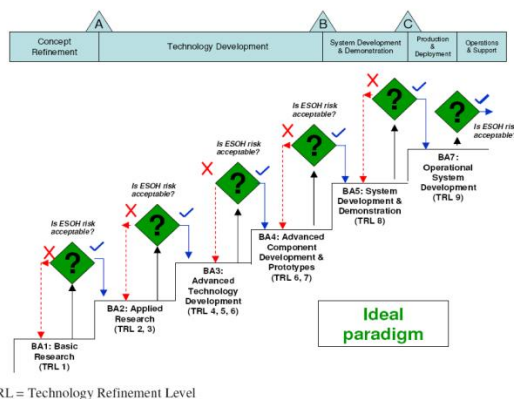 A
B
C
Concept
Refinement
Technology Development
System Development
& Demonstration
Production
&
Deployment
Operations
& Support
Is ESOH risk
acceptable?
?
BA7:
Operational
System
Development
(TRL 9)
Is ESOH risk
acceptable?
?
BA5: System
Development &
Demonstration
(TRL 8)
Is ESOH risk
acceptable?
?
BA4: Advanced
Component
Development &
Prototypes
(TRL 6, 7)
Is ESOH risk
acceptable?
?
BA3:
Advanced
Technology
Development
(TRL 4, 5, 6)
Is ESOH risk
acceptable?
?
BA2: Applied
Research
(TRL 2, 3)
Is ESOH risk
acceptable?
?
BA1: Basic
Research
(TRL 1)
Ideal
paradigm
RL = Technology Refinement Level